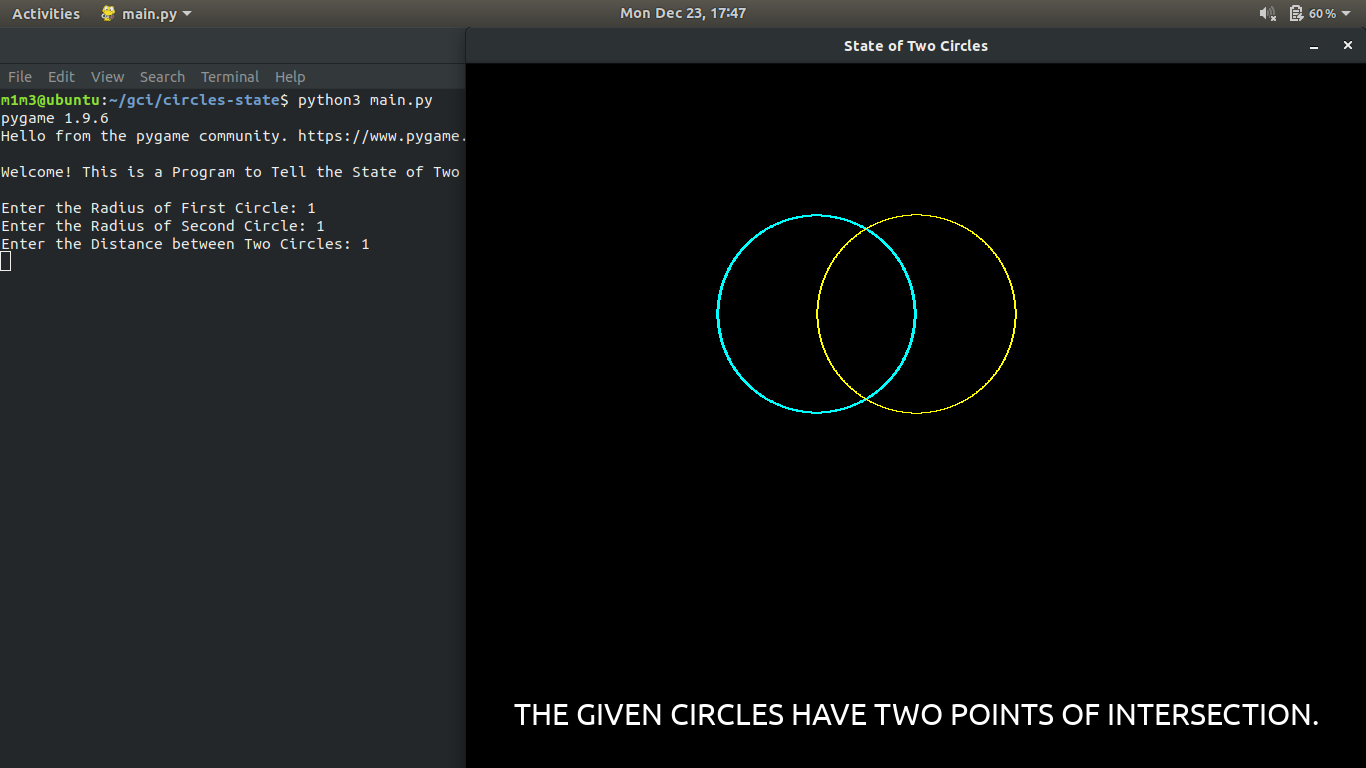 Activities main.py Mon Dec 23, 17:47 60%
State of Two Circles
File Edit View Search Terminal Help
m1m3@ubuntu:~/gci/circles-state$ python3 main.py
pygame 1.9.6
Hello from the pygame community. https://www.pygame.
Welcome! This is a Program to Tell the State of Two
Enter the Radius of First Circle: 1
Enter the Radius of Second Circle: 1
Enter the Distance between Two Circles: 1
THE GIVEN CIRCLES HAVE TWO POINTS OF INTERSECTION.